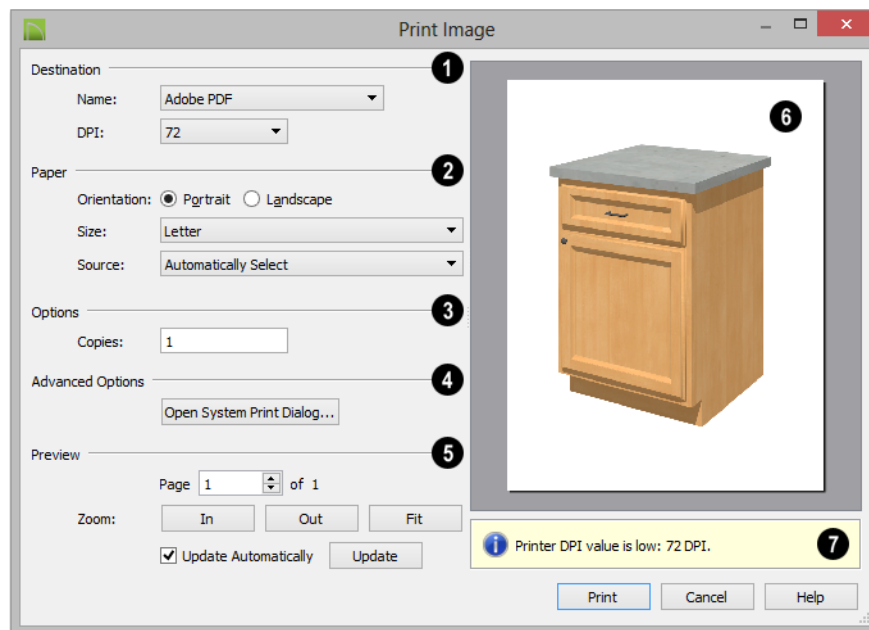 Print Image
Destination 1
Name: Adobe PDF
DPI: 72
Paper 2
Orientation: Portrait Landscape
Size: Letter
Source: Automatically Select
Options 3
Copies: 1
Advanced Options 4
Open System Print Dialog...
Preview 5
Page 1 of 1
Zoom: In Out Fit
Update Automatically Update
6
Printer DPI value is low: 72 DPI. 7
Print Cancel Help